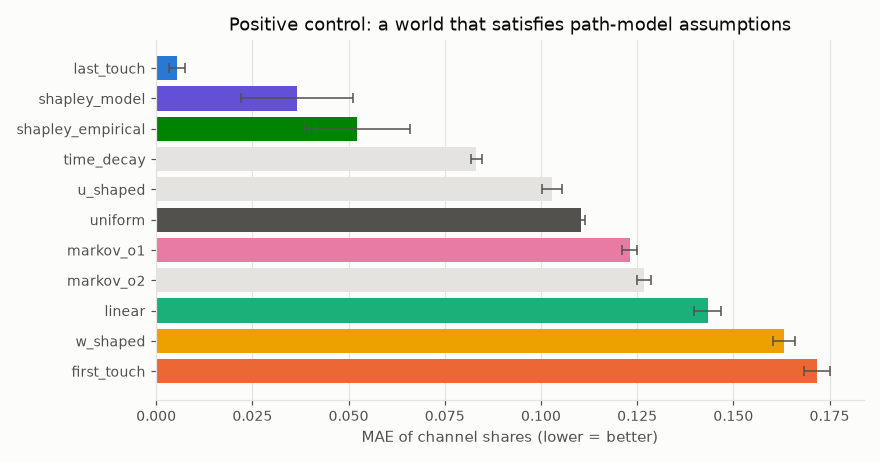 Positive control: a world that satisfies path-model assumptions
last_touch
shapley_model
shapley_empirical
time_decay
u_shaped
uniform
markov_o1
markov_o2
linear
w_shaped
first_touch
0.000 0.025 0.050 0.075 0.100 0.125 0.150 0.175
MAE of channel shares (lower = better)